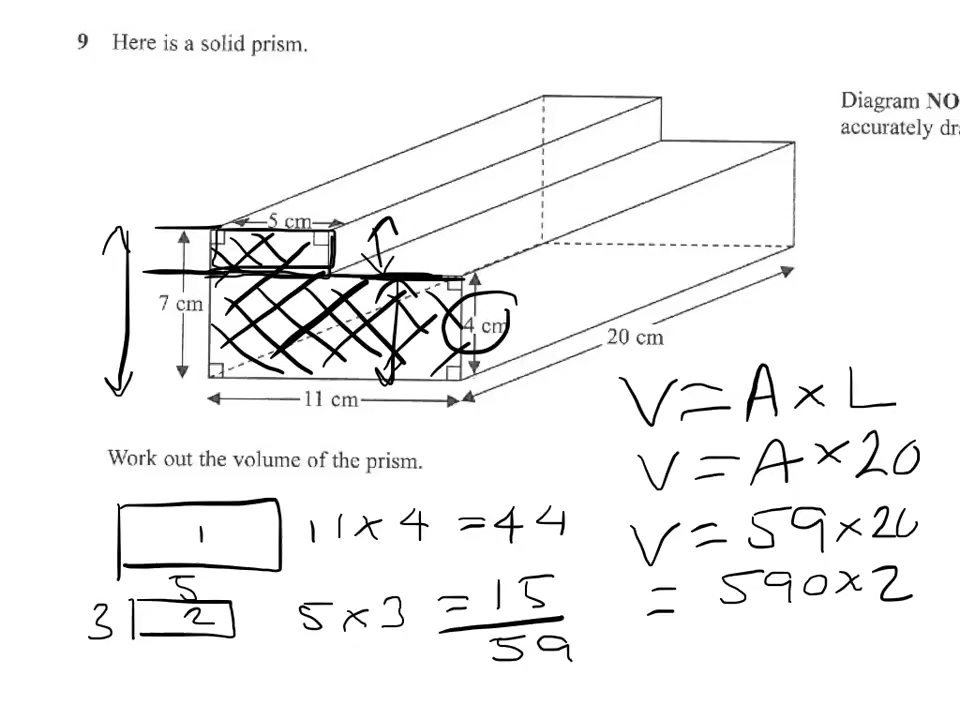 9 Here is a solid prism.
Diagram NO
accurately dra
5 cm
7 cm
4 cm
20 cm
11 cm
V = A × L
Work out the volume of the prism.
V = A × 20
1
11 × 4 = 44
V = 59 × 20
5
3
2
5 × 3 = 15
59
= 590 × 2